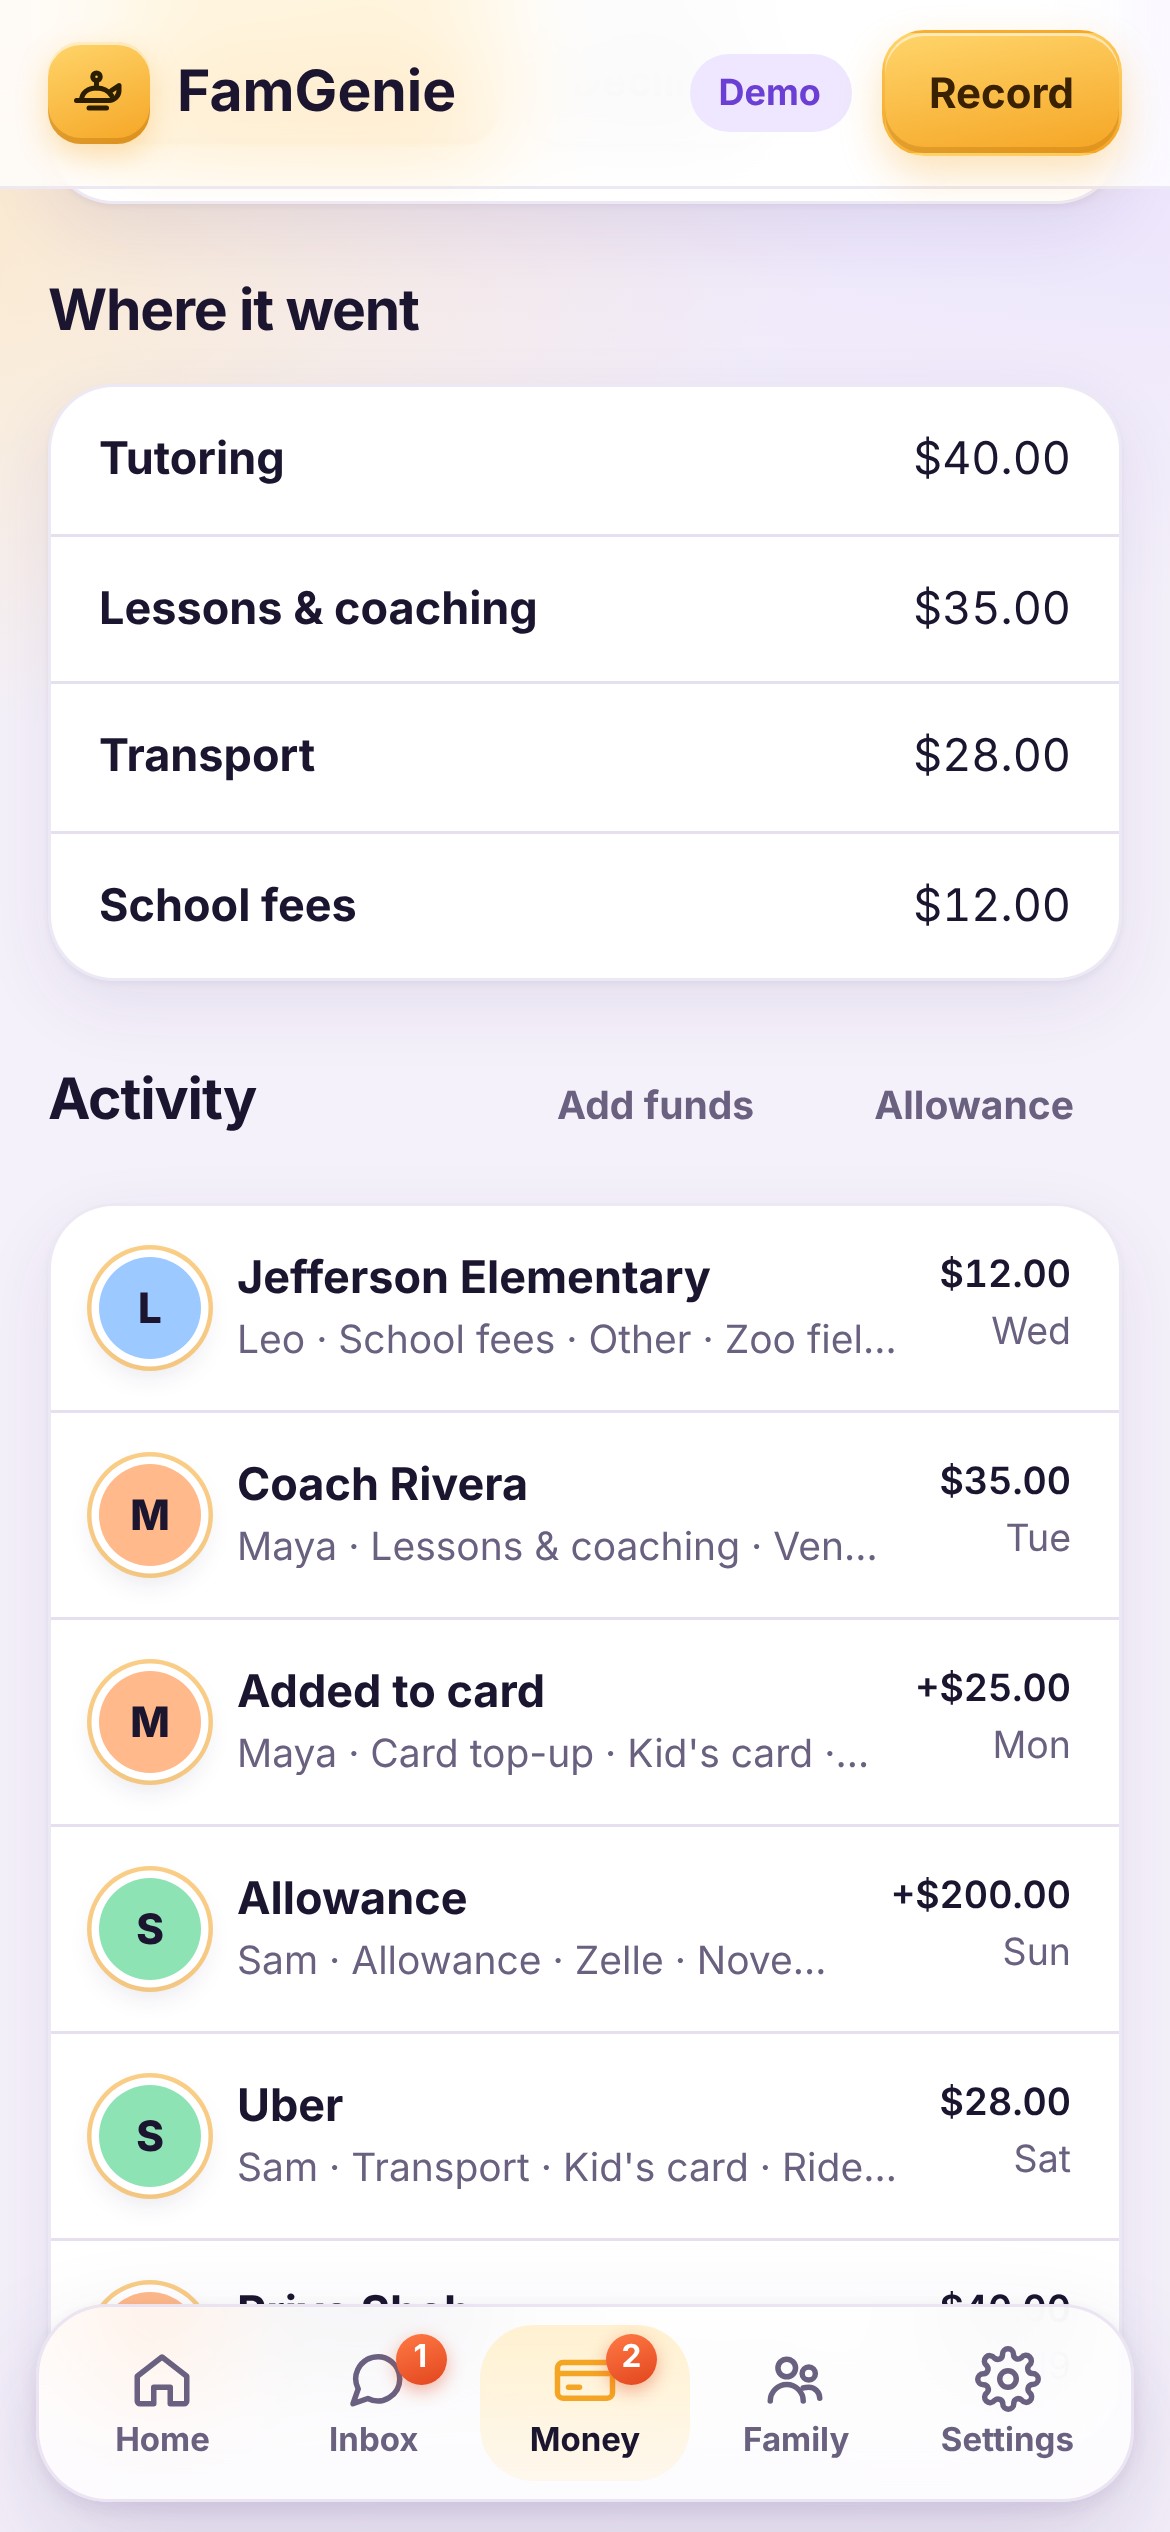 FamGenie
Demo
Record
Where it went
Tutoring $40.00
Lessons & coaching $35.00
Transport $28.00
School fees $12.00
Activity Add funds Allowance
L
Jefferson Elementary $12.00
Leo · School fees · Other · Zoo fiel... Wed
M
Coach Rivera $35.00
Maya · Lessons & coaching · Ven... Tue
M
Added to card +$25.00
Maya · Card top-up · Kid's card ·... Mon
S
Allowance +$200.00
Sam · Allowance · Zelle · Nove... Sun
S
Uber $28.00
Sam · Transport · Kid's card · Ride... Sat
$40.00
1
2
Home Inbox Money Family Settings